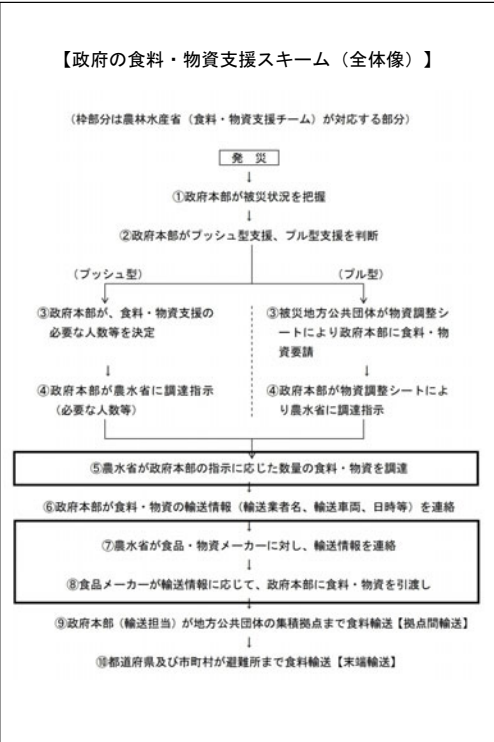 【政府の食料・物資支援スキーム（全体像）】
（枠部分は農林水産省（食料・物資支援チーム）が対応する部分）
発　災
①政府本部が被災状況を把握
②政府本部がプッシュ型支援、プル型支援を判断
（プッシュ型）
③政府本部が、食料・物資支援の
必要な人数等を決定
④政府本部が農水省に調達指示
（必要な人数等）
（プル型）
③被災地方公共団体が物資調整シ
ートにより政府本部に食料・物
資要請
④政府本部が物資調整シートによ
り農水省に調達指示
⑤農水省が政府本部の指示に応じた数量の食料・物資を調達
⑥政府本部が食料・物資の輸送情報（輸送業者名、輸送車両、日時等）を連絡
⑦農水省が食品・物資メーカーに対し、輸送情報を連絡
⑧食品メーカーが輸送情報に応じて、政府本部に食料・物資を引渡し
⑨政府本部（輸送担当）が地方公共団体の集積拠点まで食料輸送【拠点間輸送】
⑩都道府県及び市町村が避難所まで食料輸送【末端輸送】